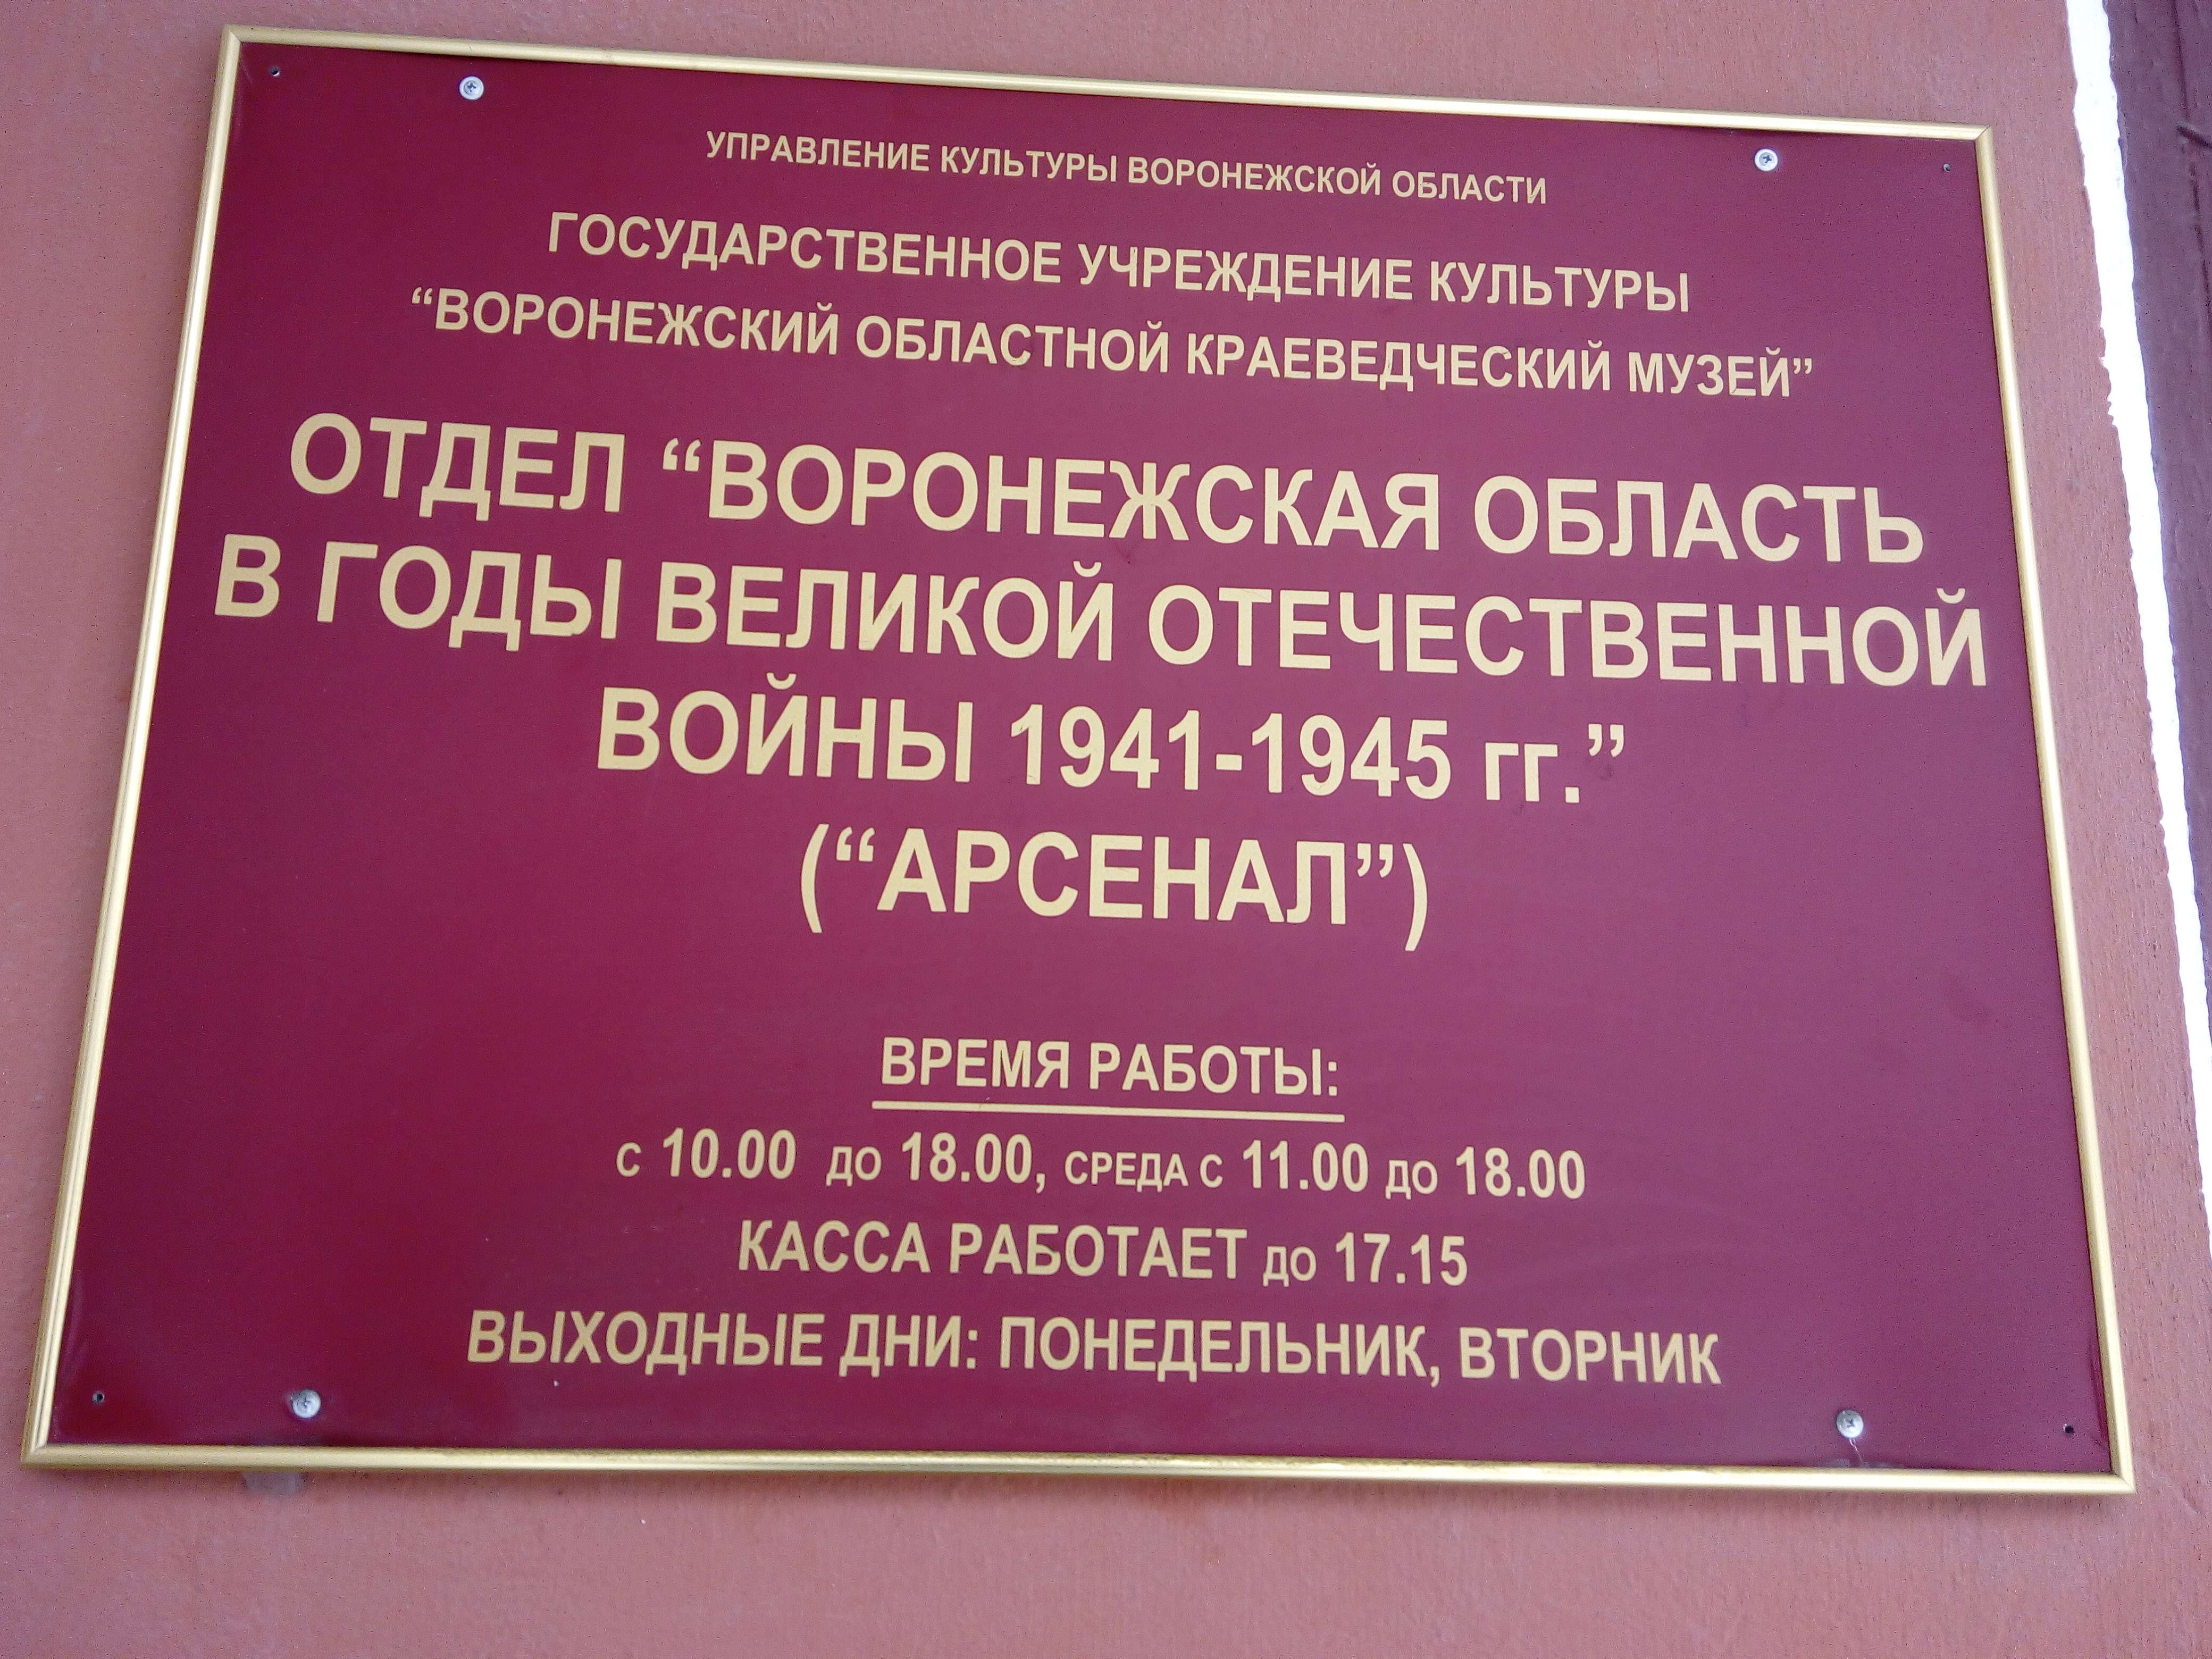 УПРАВЛЕНИЕ КУЛЬТУРЫ ВОРОНЕЖСКОЙ ОБЛАСТИ
ГОСУДАРСТВЕННОЕ УЧРЕЖДЕНИЕ КУЛЬТУРЫ
“ВОРОНЕЖСКИЙ ОБЛАСТНОЙ КРАЕВЕДЧЕСКИЙ МУЗЕЙ”
ОТДЕЛ “ВОРОНЕЖСКАЯ ОБЛАСТЬ
В ГОДЫ ВЕЛИКОЙ ОТЕЧЕСТВЕННОЙ
ВОЙНЫ 1941-1945 гг.”
(“АРСЕНАЛ”)
ВРЕМЯ РАБОТЫ:
С 10.00 ДО 18.00, СРЕДА С 11.00 ДО 18.00
КАССА РАБОТАЕТ ДО 17.15
ВЫХОДНЫЕ ДНИ: ПОНЕДЕЛЬНИК, ВТОРНИК